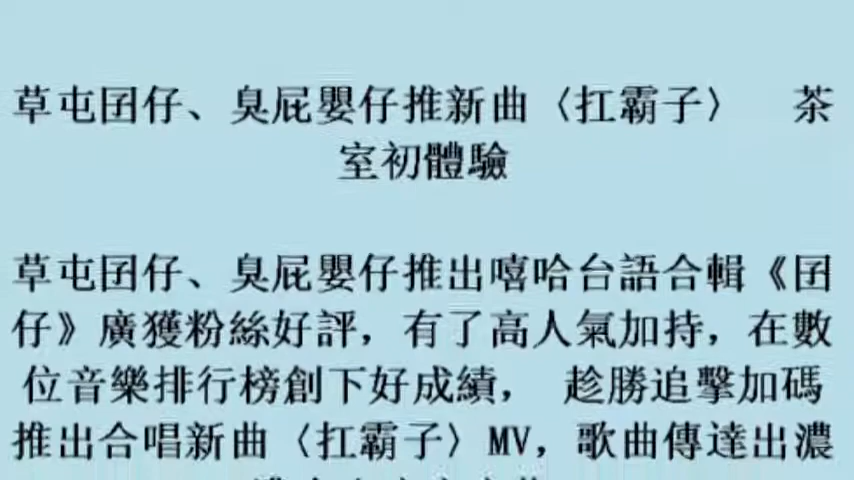 草屯囝仔、臭屁嬰仔推新曲〈扛霸子〉　茶
室初體驗
草屯囝仔、臭屁嬰仔推出嘻哈台語合輯《囝
仔》廣獲粉絲好評，有了高人氣加持，在數
位音樂排行榜創下好成績， 趁勝追擊加碼
推出合唱新曲〈扛霸子〉MV，歌曲傳達出濃